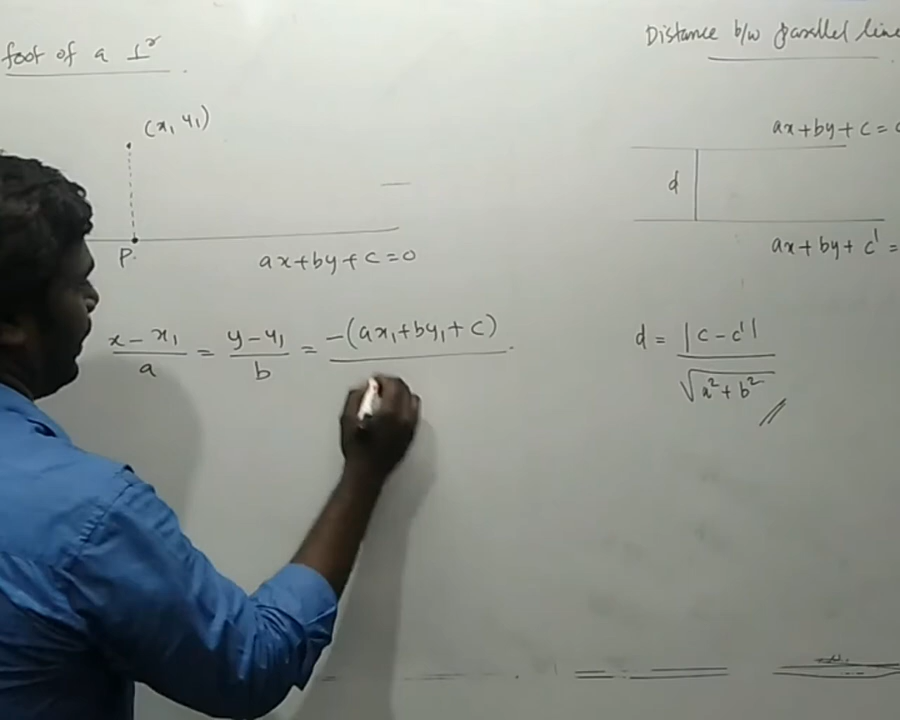 foot of a ⊥r
(x1 y1)
P.
ax+by+c=0
x-x1/a = y-y1/b = -(ax1+by1+c)
Distance b/w parallel line
ax+by+c=
d
ax+by+c'=
d = |c-c'|/√a²+b²